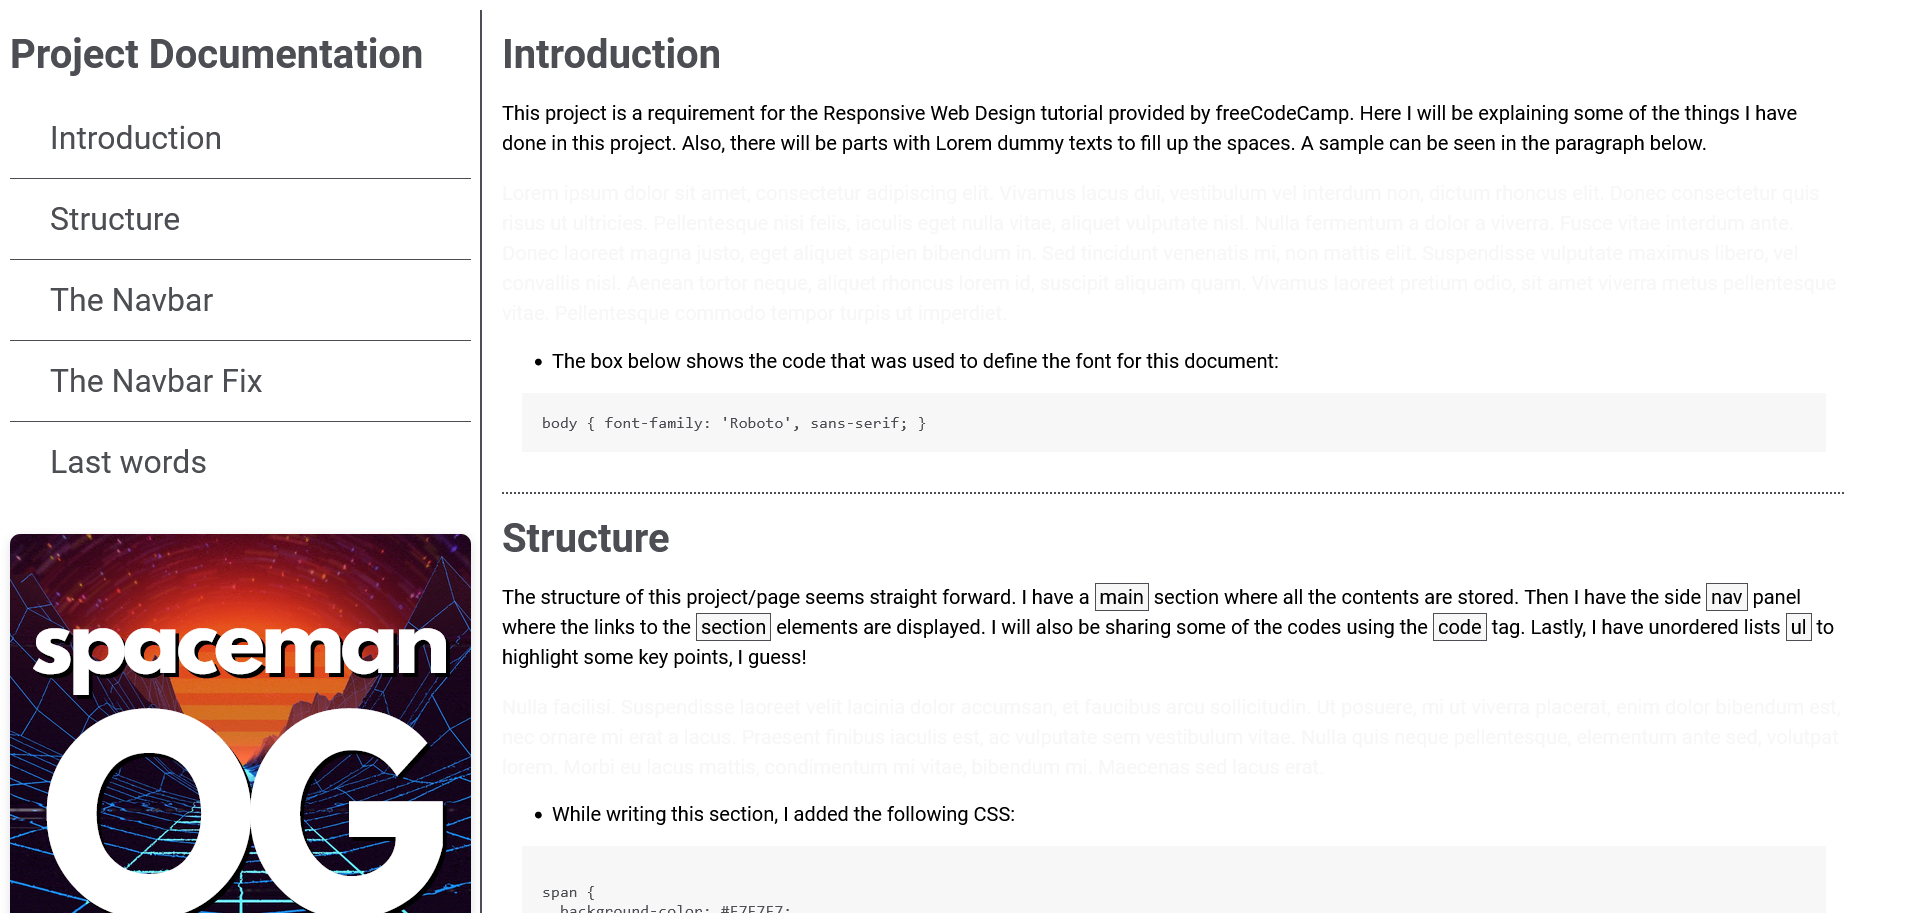 Project Documentation
Introduction
Structure
The Navbar
The Navbar Fix
Last words
spaceman
OG
Introduction
This project is a requirement for the Responsive Web Design tutorial provided by freeCodeCamp. Here I will be explaining some of the things I have
done in this project. Also, there will be parts with Lorem dummy texts to fill up the spaces. A sample can be seen in the paragraph below.
Lorem ipsum dolor sit amet, consectetur adipiscing elit. Vivamus lacus dui, vestibulum vel interdum non, dictum rhoncus elit. Donec consectetur quis
risus ut ultricies. Pellentesque nisi felis, iaculis eget nulla vitae, aliquet vulputate nisl. Nulla fermentum a dolor a viverra. Fusce vitae interdum ante.
Donec laoreet magna justo, eget aliquet sapien bibendum in. Sed tincidunt venenatis mi, non mattis elit. Suspendisse vulputate maximus libero, vel
convallis nisl. Aenean tortor neque, aliquet rhoncus lorem id, suscipit aliquam quam. Vivamus laoreet pretium odio, sit amet viverra metus pellentesque
vitae. Pellentesque commodo tempor turpis ut imperdiet.
• The box below shows the code that was used to define the font for this document:
body { font-family: 'Roboto', sans-serif; }
Structure
The structure of this project/page seems straight forward. I have a main section where all the contents are stored. Then I have the side nav panel
where the links to the section elements are displayed. I will also be sharing some of the codes using the code tag. Lastly, I have unordered lists ul to
highlight some key points, I guess!
Nulla facilisi. Suspendisse laoreet velit lacinia dolor accumsan, et faucibus arcu sollicitudin. Ut posuere, mi ut viverra placerat, enim dolor bibendum est,
nec ornare mi erat a lacus. Praesent finibus iaculis est, ac vulputate sem vestibulum vitae. Nulla quis neque pellentesque, elementum ante sed, volutpat
lorem. Morbi eu lacus mattis, condimentum mi vitae, bibendum mi. Maecenas sed lacus erat.
• While writing this section, I added the following CSS:
span {
background-color: #F7F7F7;